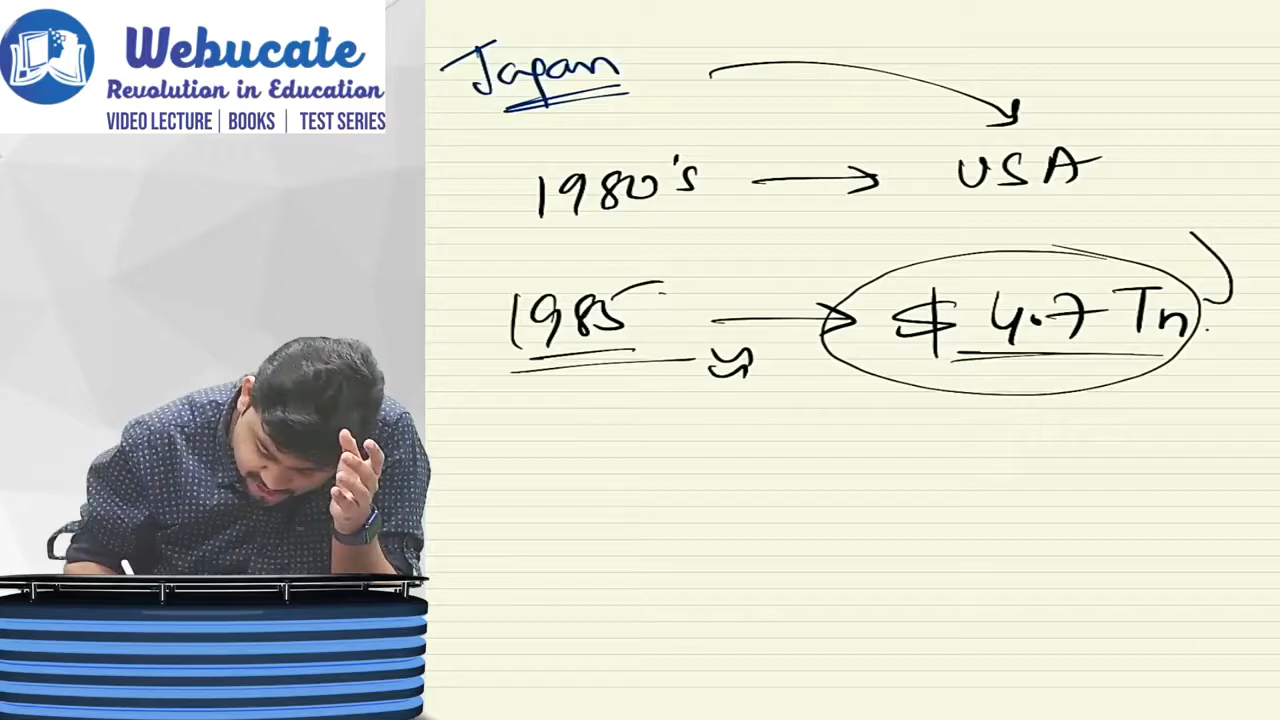 Webucate
Revolution in Education
VIDEO LECTURE | BOOKS | TEST SERIES
Japan
1980's → USA
1985 → $ 4.7 Tn